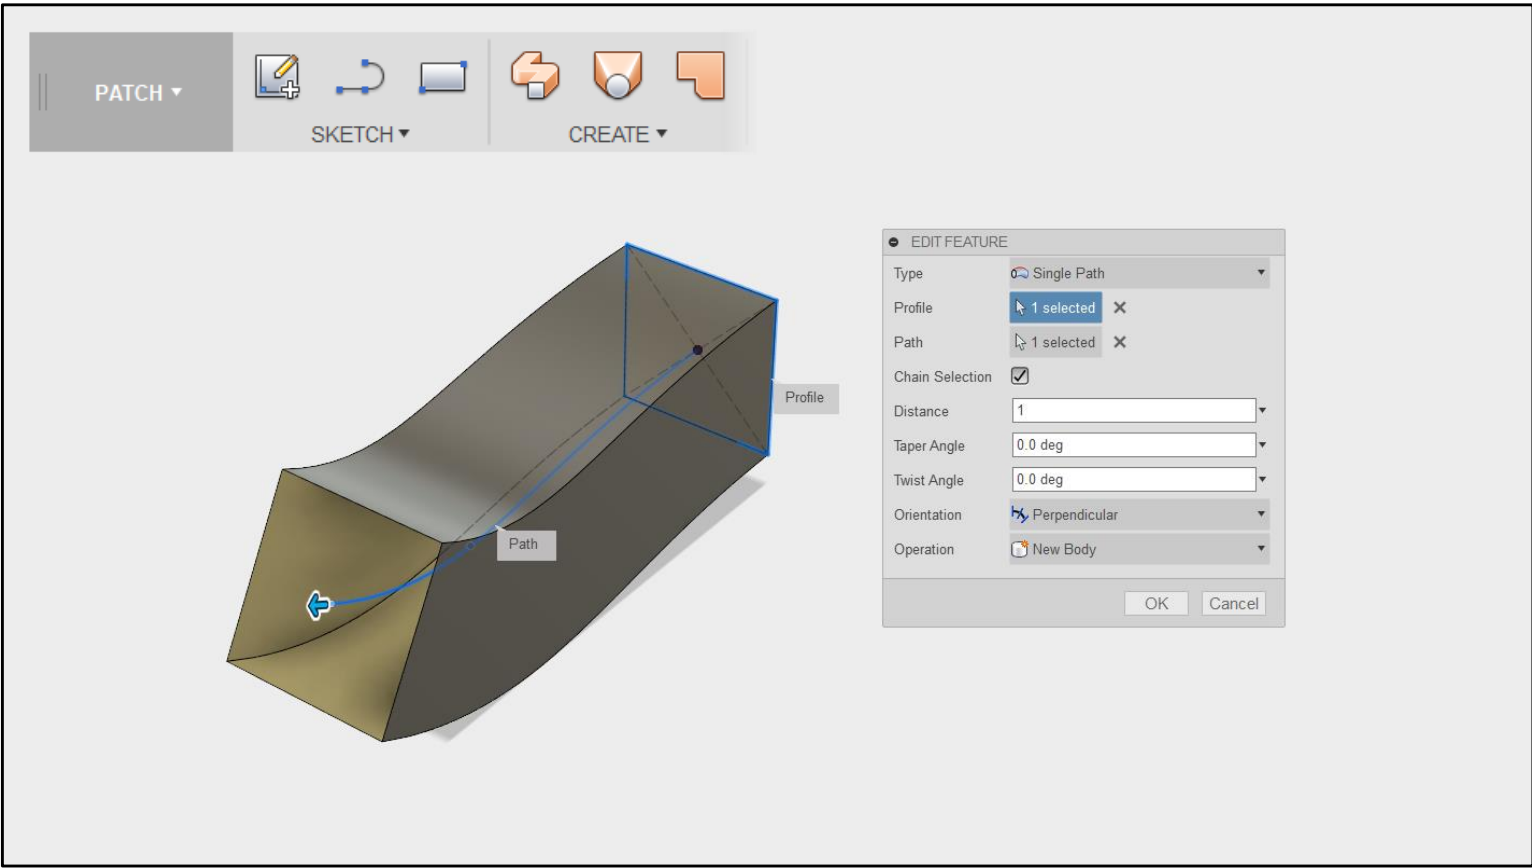 PATCH
SKETCH
CREATE
Profile
Path
EDIT FEATURE
Type Single Path
Profile 1 selected
Path 1 selected
Chain Selection
Distance 1
Taper Angle 0.0 deg
Twist Angle 0.0 deg
Orientation Perpendicular
Operation New Body
OK Cancel